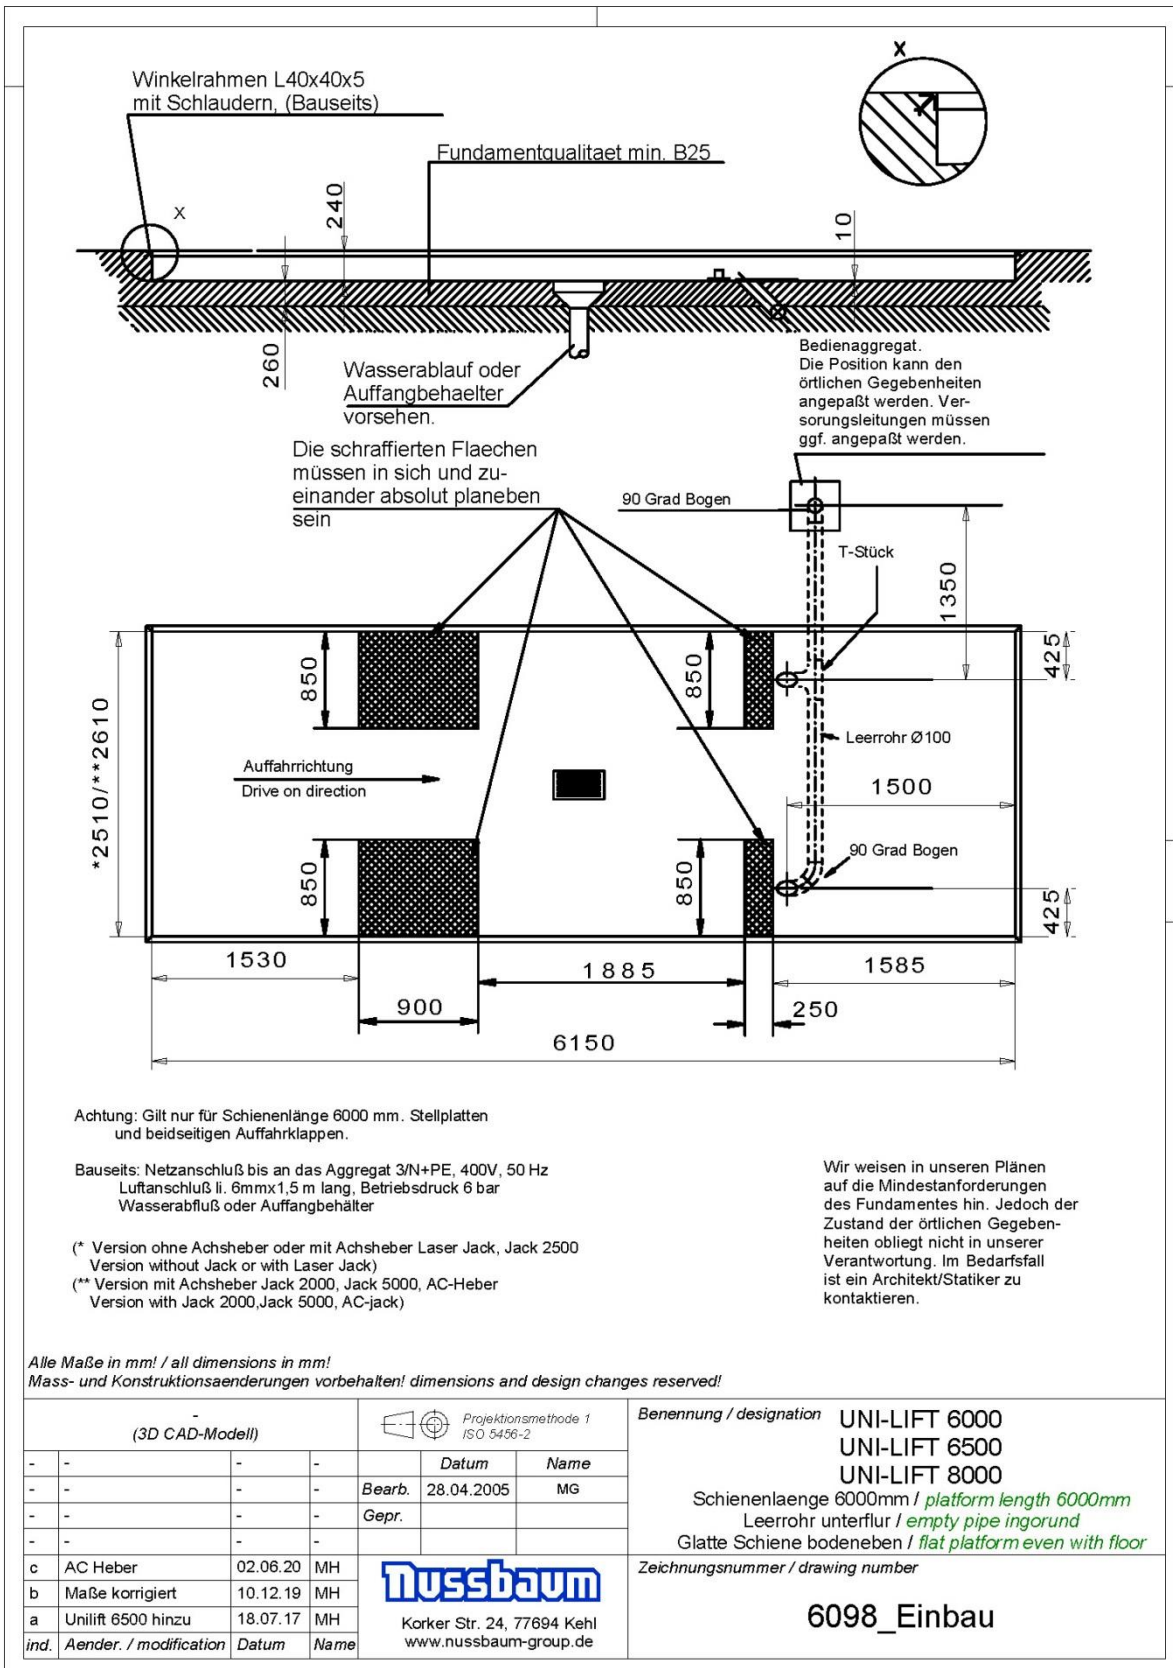 X
Winkelrahmen L40x40x5
mit Schlaudern, (Bauseits)
Fundamentqualitaet min. B25
X
240
10
260
Wasserablauf oder
Auffangbehaelter
vorsehen.
Bedienaggregat.
Die Position kann den
örtlichen Gegebenheiten
angepaßt werden. Ver-
sorungsleitungen müssen
ggf. angepaßt werden.
Die schraffierten Flaechen
müssen in sich und zu-
einander absolut planeben
sein
90 Grad Bogen
T-Stück
1350
425
850
850
*2510/**2610
Leerrohr Ø100
Auffahrrichtung
Drive on direction
1500
90 Grad Bogen
850
850
425
1530
1885
1585
900
250
6150
Achtung: Gilt nur für Schienenlänge 6000 mm. Stellplatten
und beidseitigen Auffahrklappen.
Bauseits: Netzanschluß bis an das Aggregat 3/N+PE, 400V, 50 Hz
Luftanschluß li. 6mmx1,5 m lang, Betriebsdruck 6 bar
Wasserabfluß oder Auffangbehälter
(* Version ohne Achsheber oder mit Achsheber Laser Jack, Jack 2500
Version without Jack or with Laser Jack)
(** Version mit Achsheber Jack 2000, Jack 5000, AC-Heber
Version with Jack 2000,Jack 5000, AC-jack)
Wir weisen in unseren Plänen
auf die Mindestanforderungen
des Fundamentes hin. Jedoch der
Zustand der örtlichen Gegeben-
heiten obliegt nicht in unserer
Verantwortung. Im Bedarfsfall
ist ein Architekt/Statiker zu
kontaktieren.
Alle Maße in mm! / all dimensions in mm!
Mass- und Konstruktionsaenderungen vorbehalten! dimensions and design changes reserved!
-
(3D CAD-Modell)
Projektionsmethode 1
ISO 5456-2
- - - - Datum Name
- - - - Bearb. 28.04.2005 MG
- - - - Gepr.
- - - -
c AC Heber 02.06.20 MH
b Maße korrigiert 10.12.19 MH
a Unilift 6500 hinzu 18.07.17 MH
ind. Aender. / modification Datum Name
Nussbaum
Korker Str. 24, 77694 Kehl
www.nussbaum-group.de
Benennung / designation UNI-LIFT 6000
UNI-LIFT 6500
UNI-LIFT 8000
Schienenlaenge 6000mm / platform length 6000mm
Leerrohr unterflur / empty pipe ingorund
Glatte Schiene bodeneben / flat platform even with floor
Zeichnungsnummer / drawing number
6098_Einbau